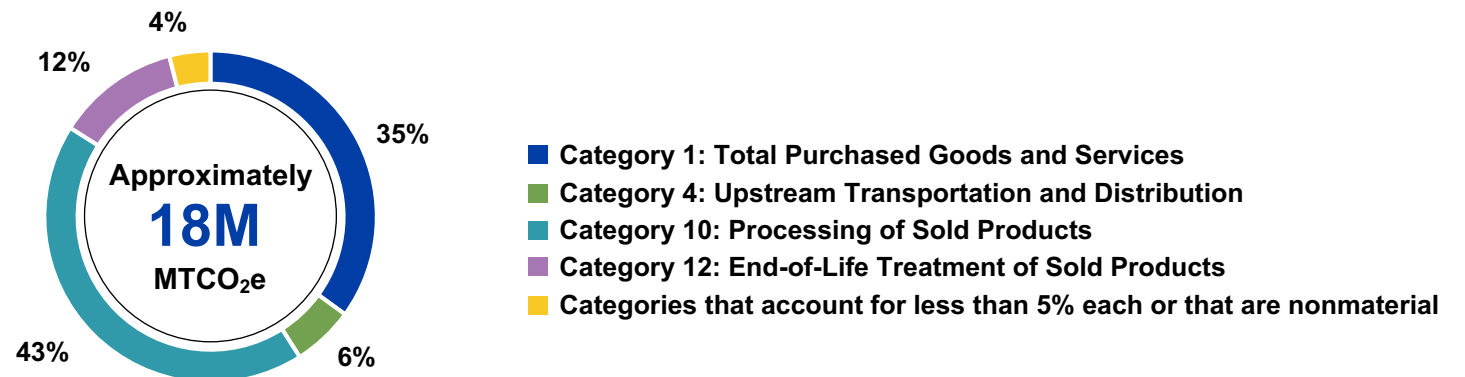 4%
12%
35%
Approximately
18M
MTCO₂e
43%
6%
Category 1: Total Purchased Goods and Services
Category 4: Upstream Transportation and Distribution
Category 10: Processing of Sold Products
Category 12: End-of-Life Treatment of Sold Products
Categories that account for less than 5% each or that are nonmaterial